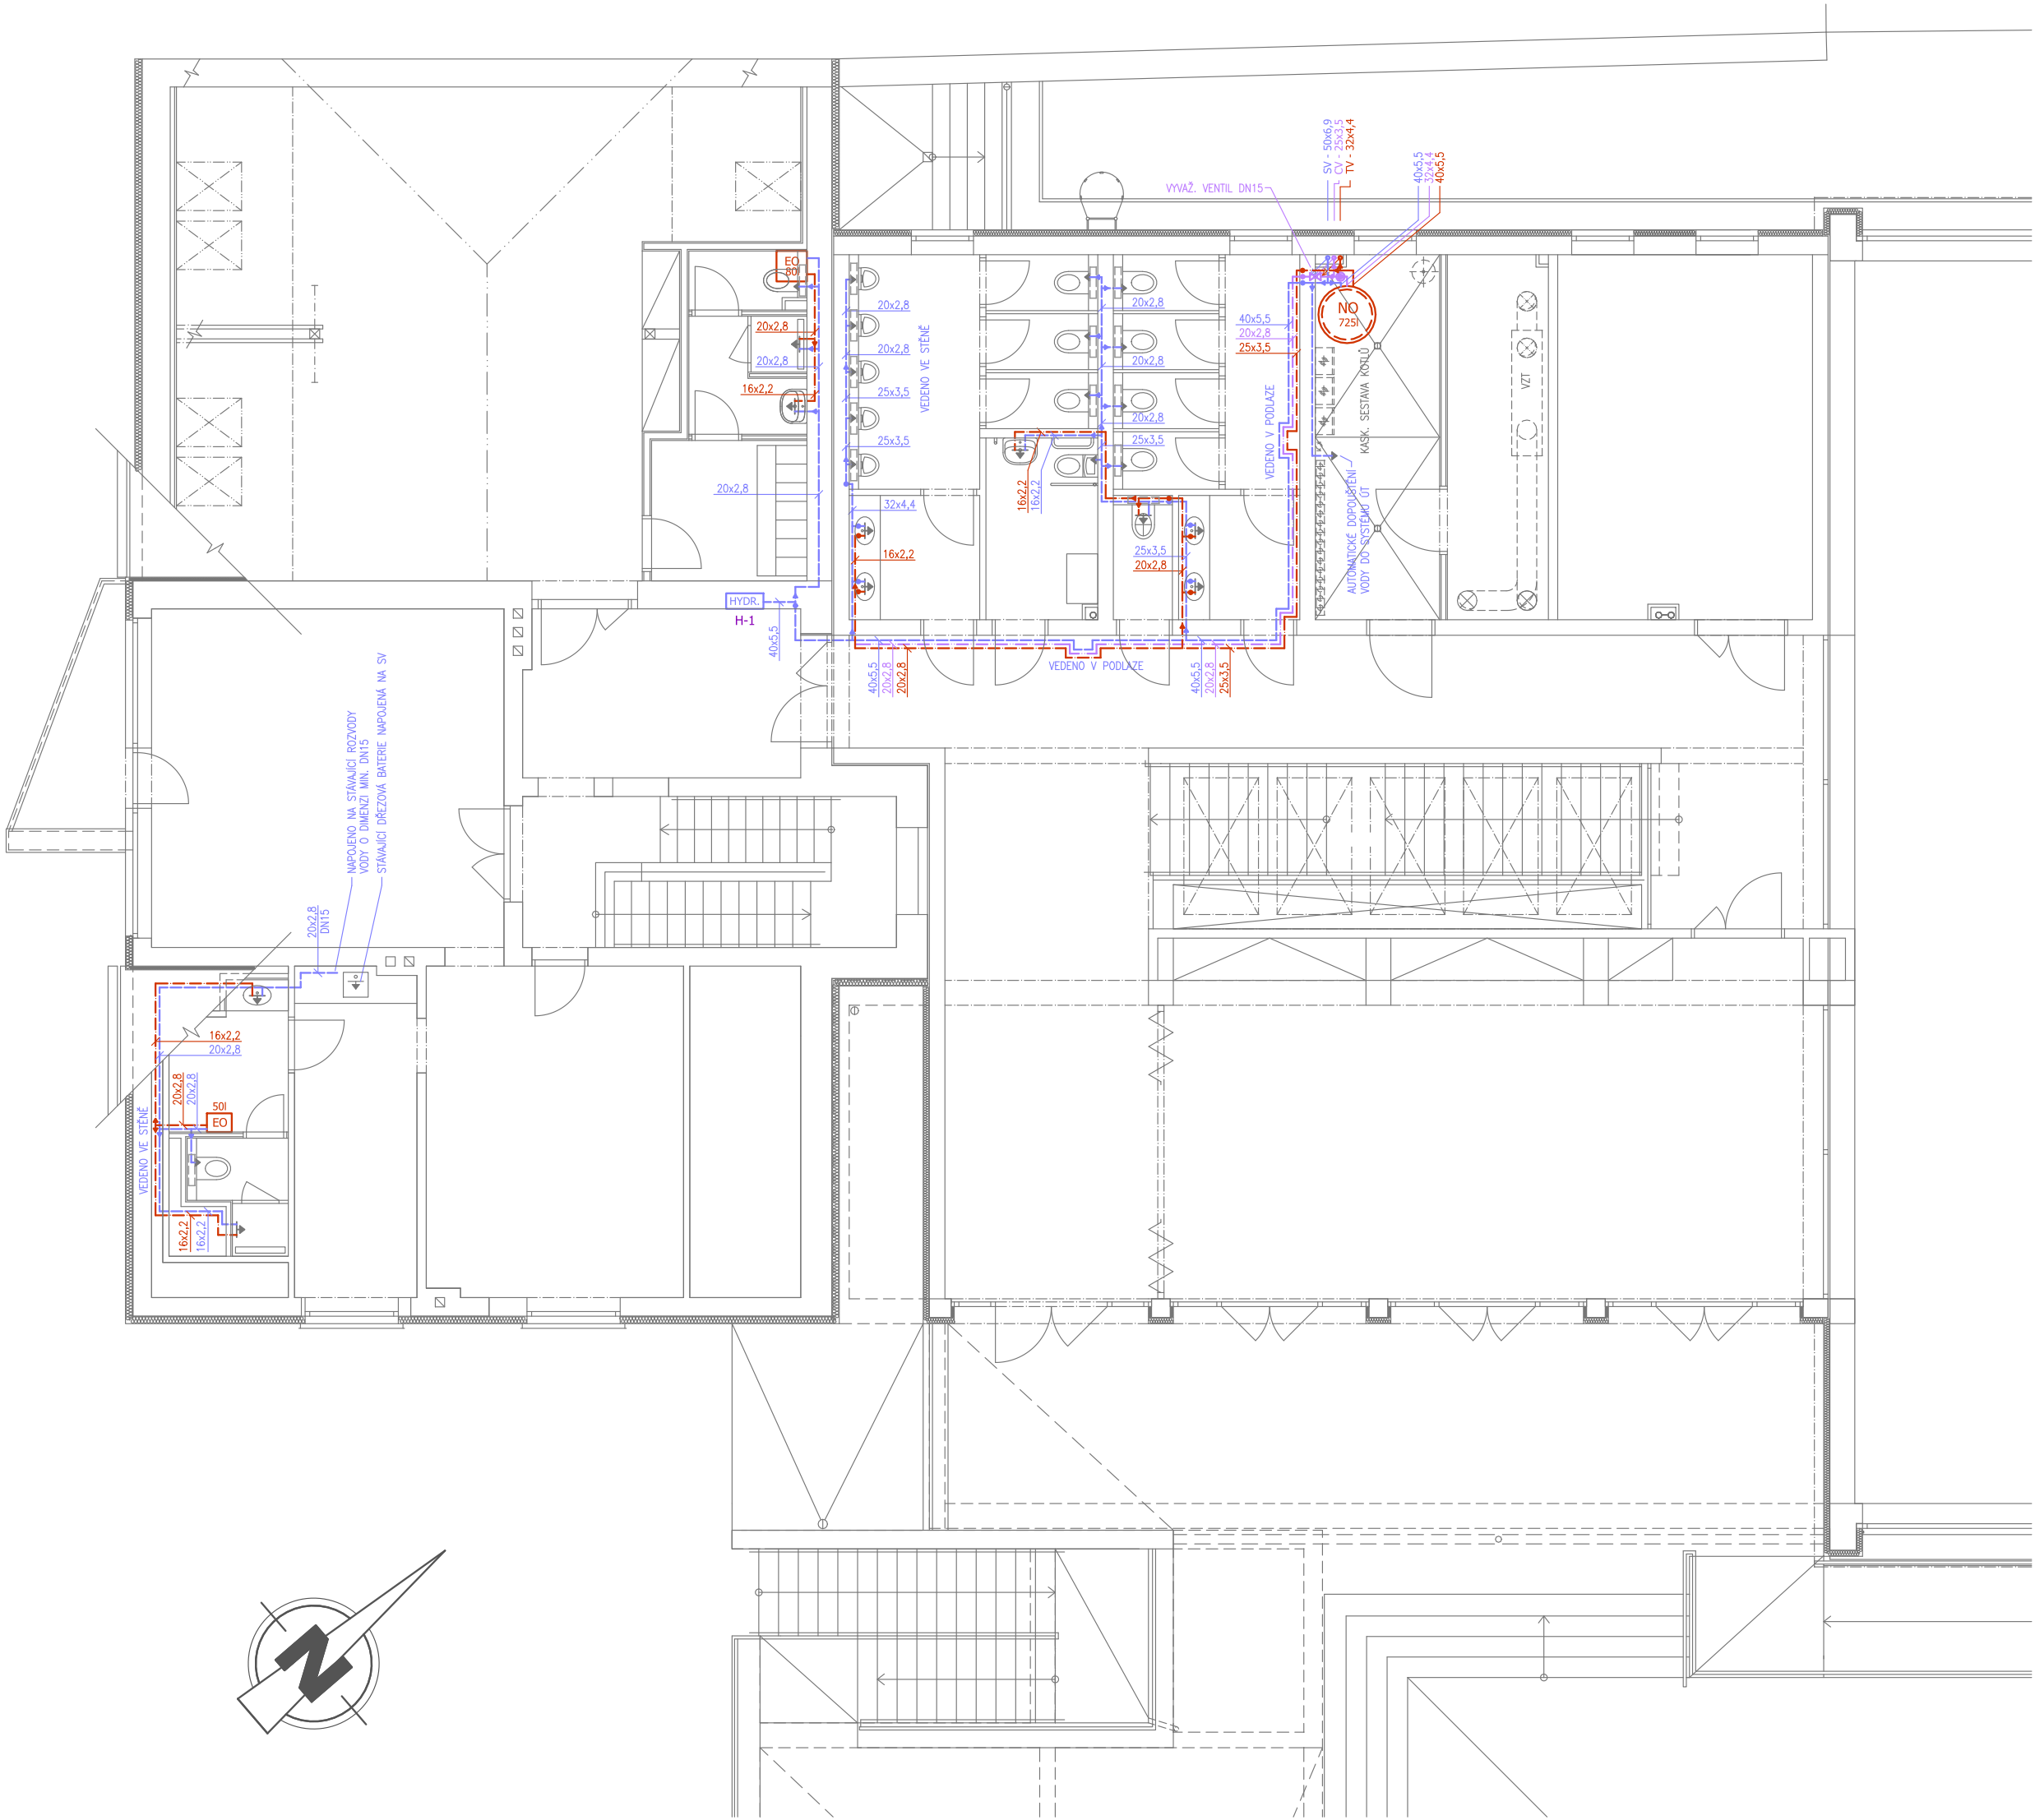 SV - 50x6,9
CV - 25x3,5
TV - 32x4,4
40x5,5
32x4,4
40x5,5
VYVAŽ. VENTIL DN15
EO
80l
20x2,8
20x2,8
16x2,2
20x2,8
20x2,8
20x2,8
25x3,5
25x3,5
32x4,4
16x2,2
VEDENO VE STĚNĚ
20x2,8
20x2,8
20x2,8
25x3,5
16x2,2
16x2,2
25x3,5
20x2,8
40x5,5
20x2,8
25x3,5
VEDENO V PODLAZE
NO
725l
KASK. SESTAVA KOTLŮ
VZT
AUTOMATICKÉ DOPOUŠTĚNÍ
VODY DO SYSTÉMU ÚT
HYDR.
H-1
40x5,5
40x5,5
20x2,8
20x2,8
VEDENO V PODLAZE
40x5,5
20x2,8
25x3,5
NAPOJENO NA STÁVAJÍCÍ ROZVODY
VODY O DIMENZI MIN. DN15
STÁVAJÍCÍ DŘEZOVÁ BATERIE NAPOJENÁ NA SV
20x2,8
DN15
16x2,2
20x2,8
20x2,8
20x2,8
50l
EO
VEDENO VE STĚNĚ
16x2,2
16x2,2
N